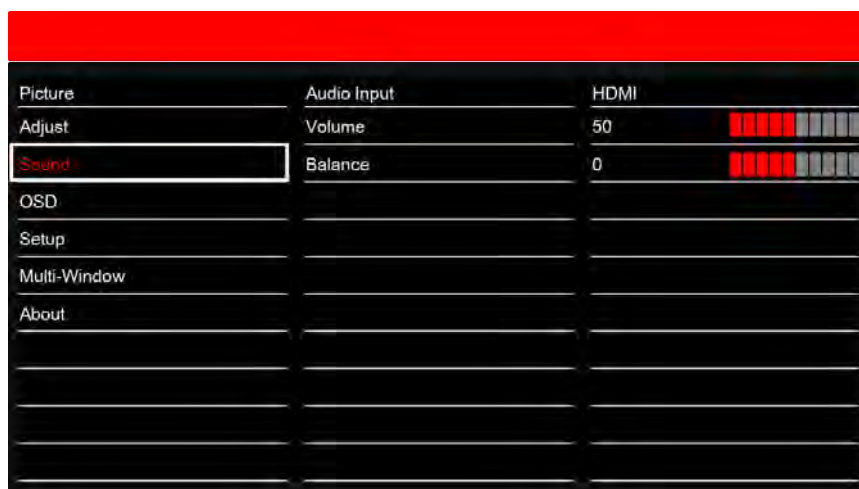 Picture Audio Input HDMI
Adjust Volume 50
Sound Balance 0
OSD
Setup
Multi-Window
About